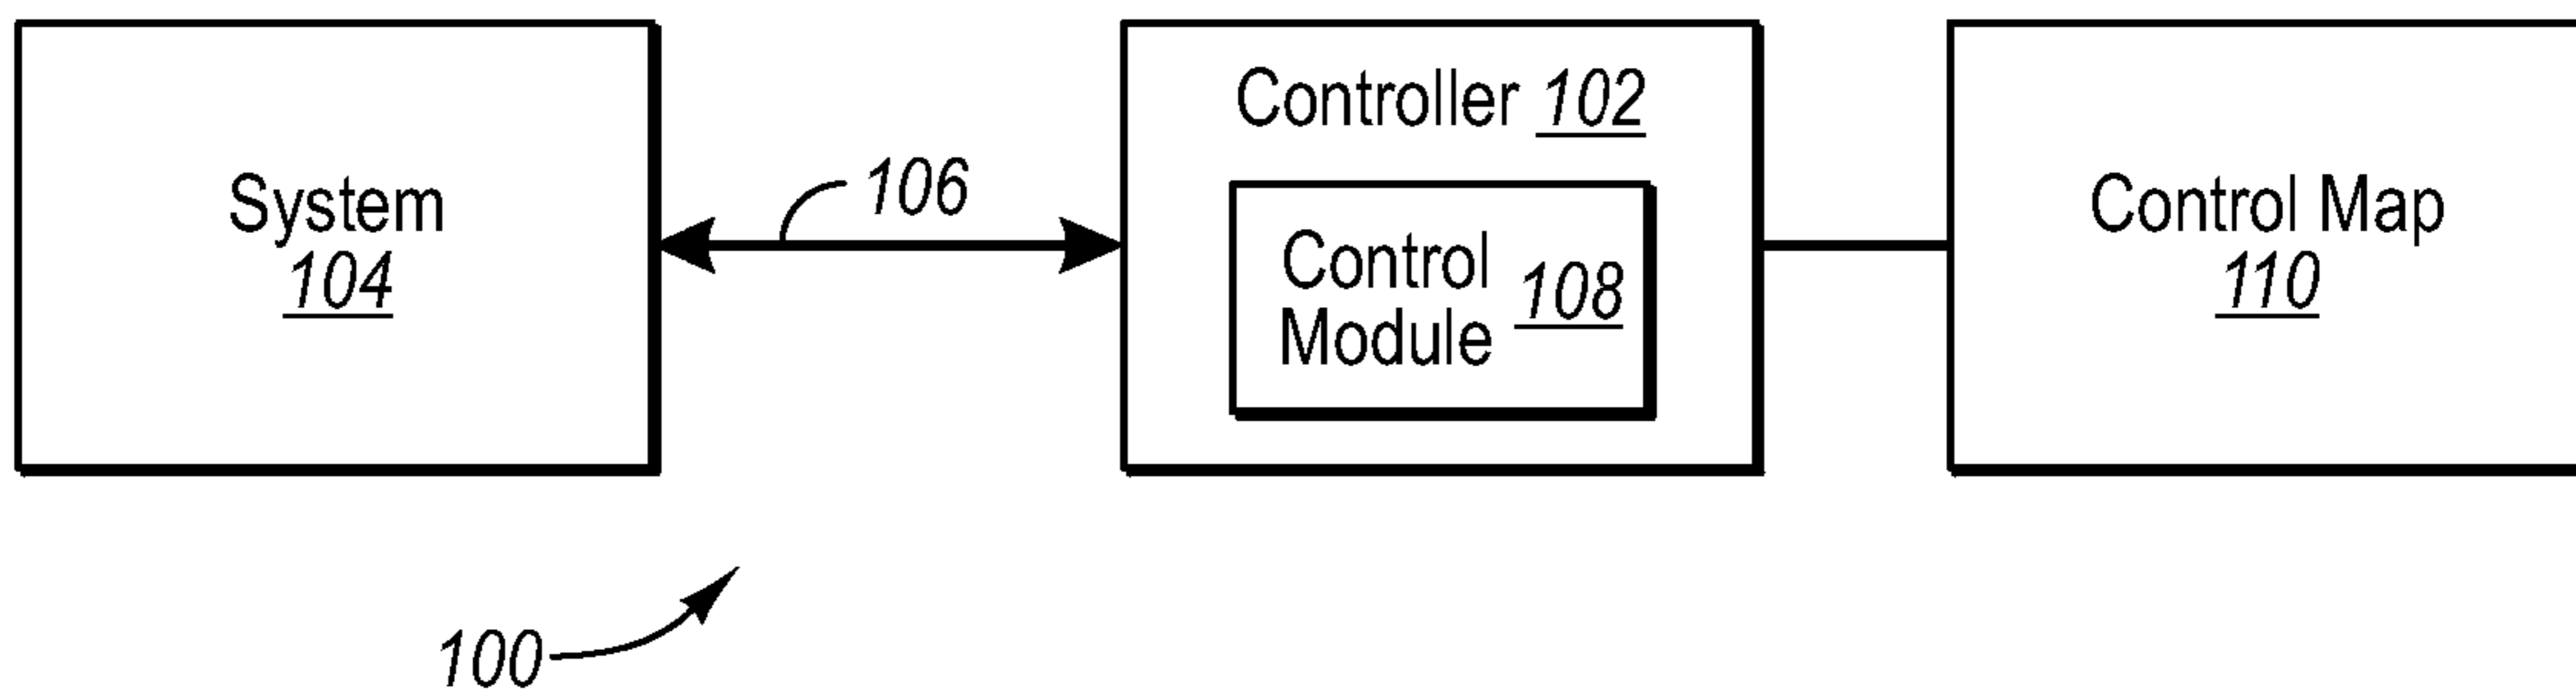 System
104
106
Controller 102
Control
Module 108
Control Map
110
100